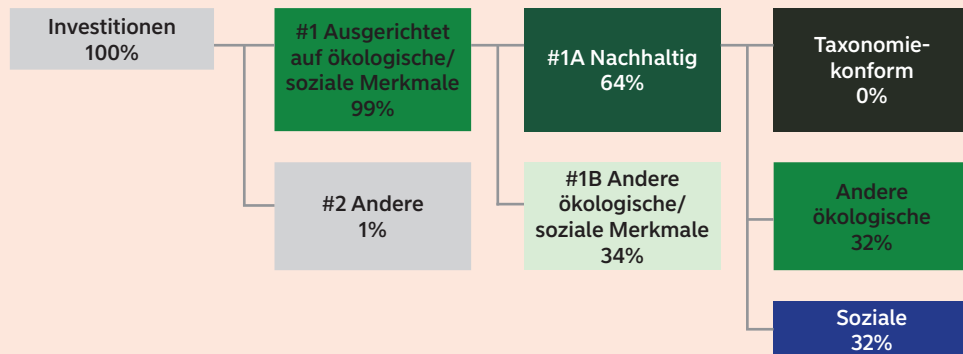 Investitionen
100%
#1 Ausgerichtet
auf ökologische/
soziale Merkmale
99%
#1A Nachhaltig
64%
Taxonomie-
konform
0%
#2 Andere
1%
#1B Andere
ökologische/
soziale Merkmale
34%
Andere
ökologische
32%
Soziale
32%